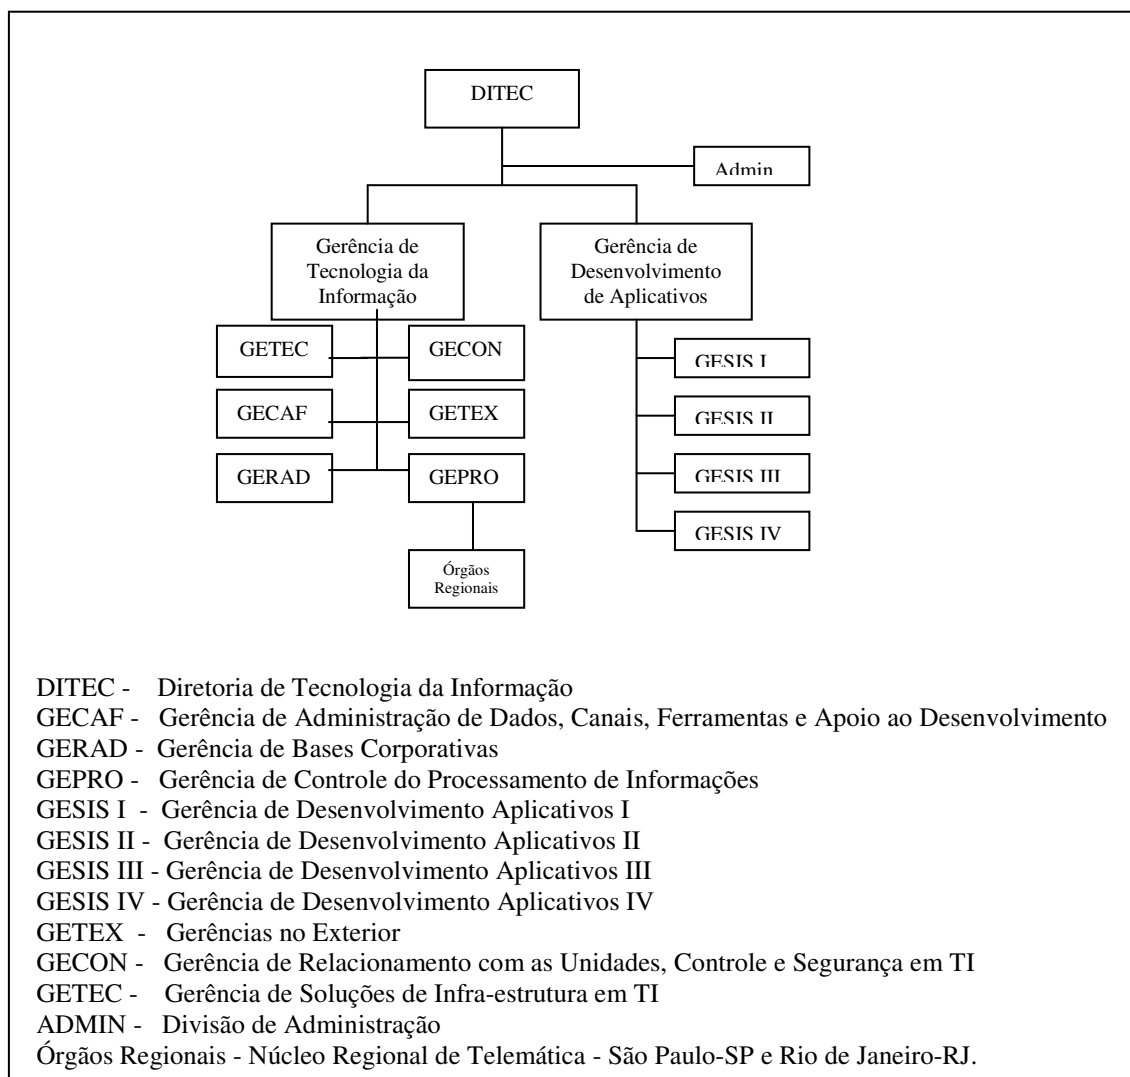 DITEC
Admin
Gerência de
Tecnologia da
Informação
Gerência de
Desenvolvimento
de Aplicativos
GETEC
GECON
GESIS I
GECAF
GETEX
GESIS II
GERAD
GEPRO
GESIS III
GESIS IV
Órgãos
Regionais
DITEC - Diretoria de Tecnologia da Informação
GECAF - Gerência de Administração de Dados, Canais, Ferramentas e Apoio ao Desenvolvimento
GERAD - Gerência de Bases Corporativas
GEPRO - Gerência de Controle do Processamento de Informações
GESIS I - Gerência de Desenvolvimento Aplicativos I
GESIS II - Gerência de Desenvolvimento Aplicativos II
GESIS III - Gerência de Desenvolvimento Aplicativos III
GESIS IV - Gerência de Desenvolvimento Aplicativos IV
GETEX - Gerências no Exterior
GECON - Gerência de Relacionamento com as Unidades, Controle e Segurança em TI
GETEC - Gerência de Soluções de Infra-estrutura em TI
ADMIN - Divisão de Administração
Órgãos Regionais - Núcleo Regional de Telemática - São Paulo-SP e Rio de Janeiro-RJ.